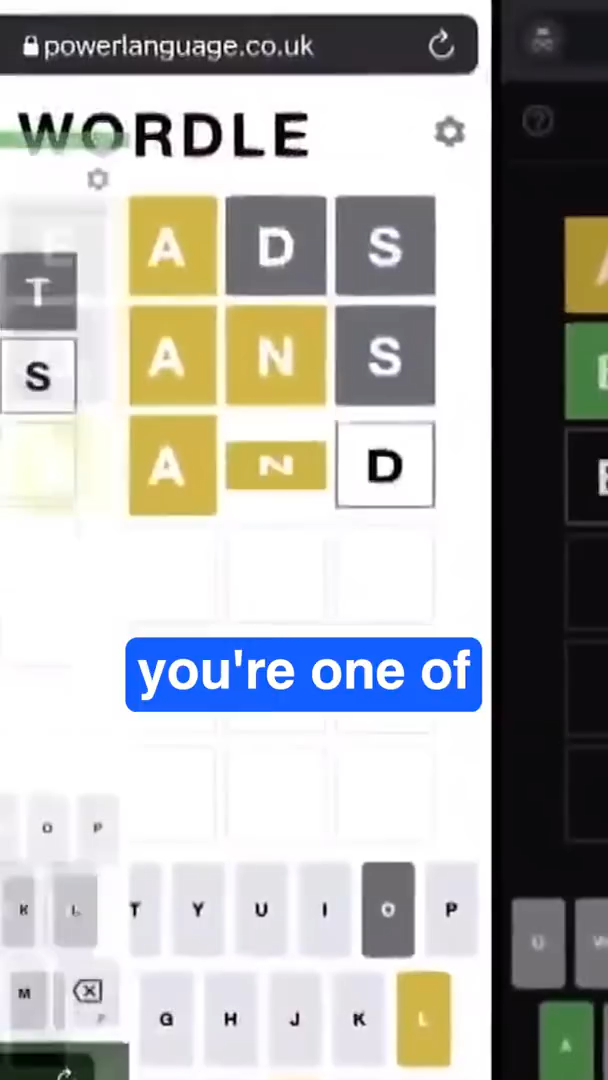 powerlanguage.co.uk
WORDLE
E A D S
T
A N S
S
A N D
you're one of
O P
T Y U I O P
K L
M
G H J K L
A